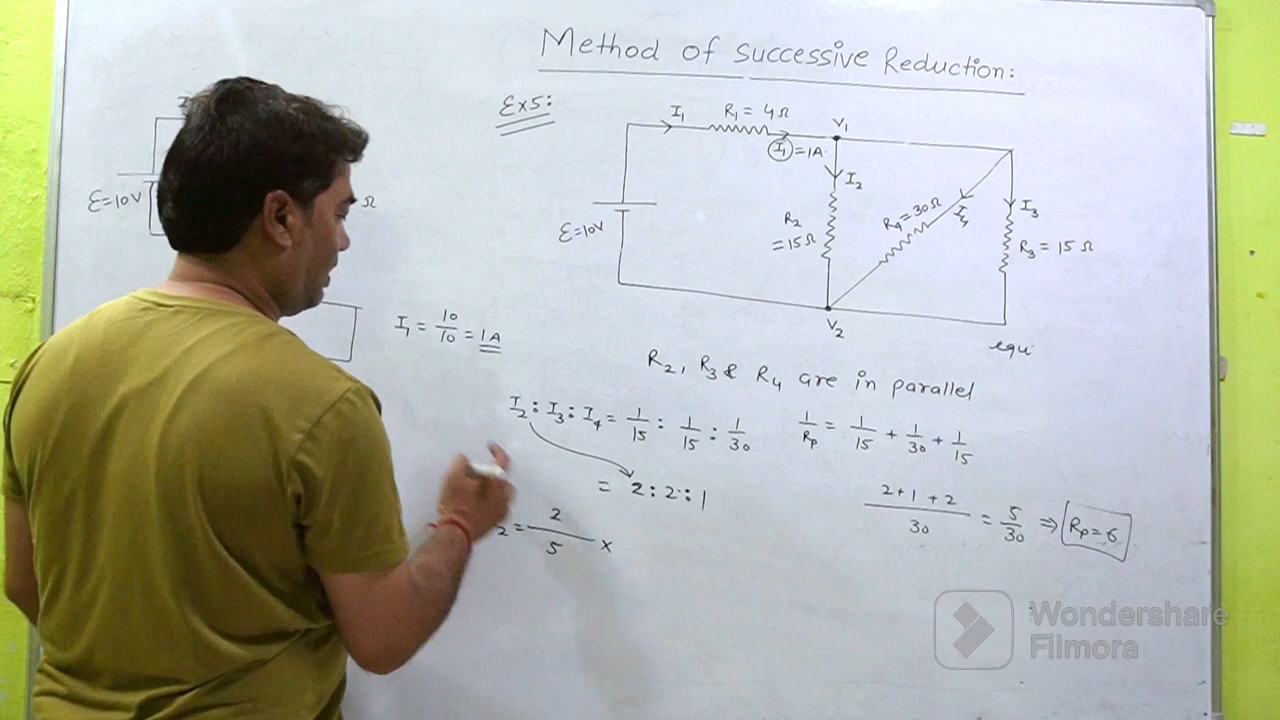 Method of Successive Reduction:
Ex5:
I1 R1 = 4Ω V1
I1 = 1A.
I2
R2 = 15Ω
R4 = 30Ω
I4
I3
R3 = 15Ω
ε=10V
V2
equi
ε=10V
Ω
I1 = 10/10 = 1A
R2, R3 & R4 are in parallel
I2 : I3 : I4 = 1/15 : 1/15 : 1/30
= 2 : 2 : 1
2 = 2/5 ×
1/Rp = 1/15 + 1/30 + 1/15
2+1+2/30 = 5/30 ⇒ Rp=6
Wondershare
Filmora